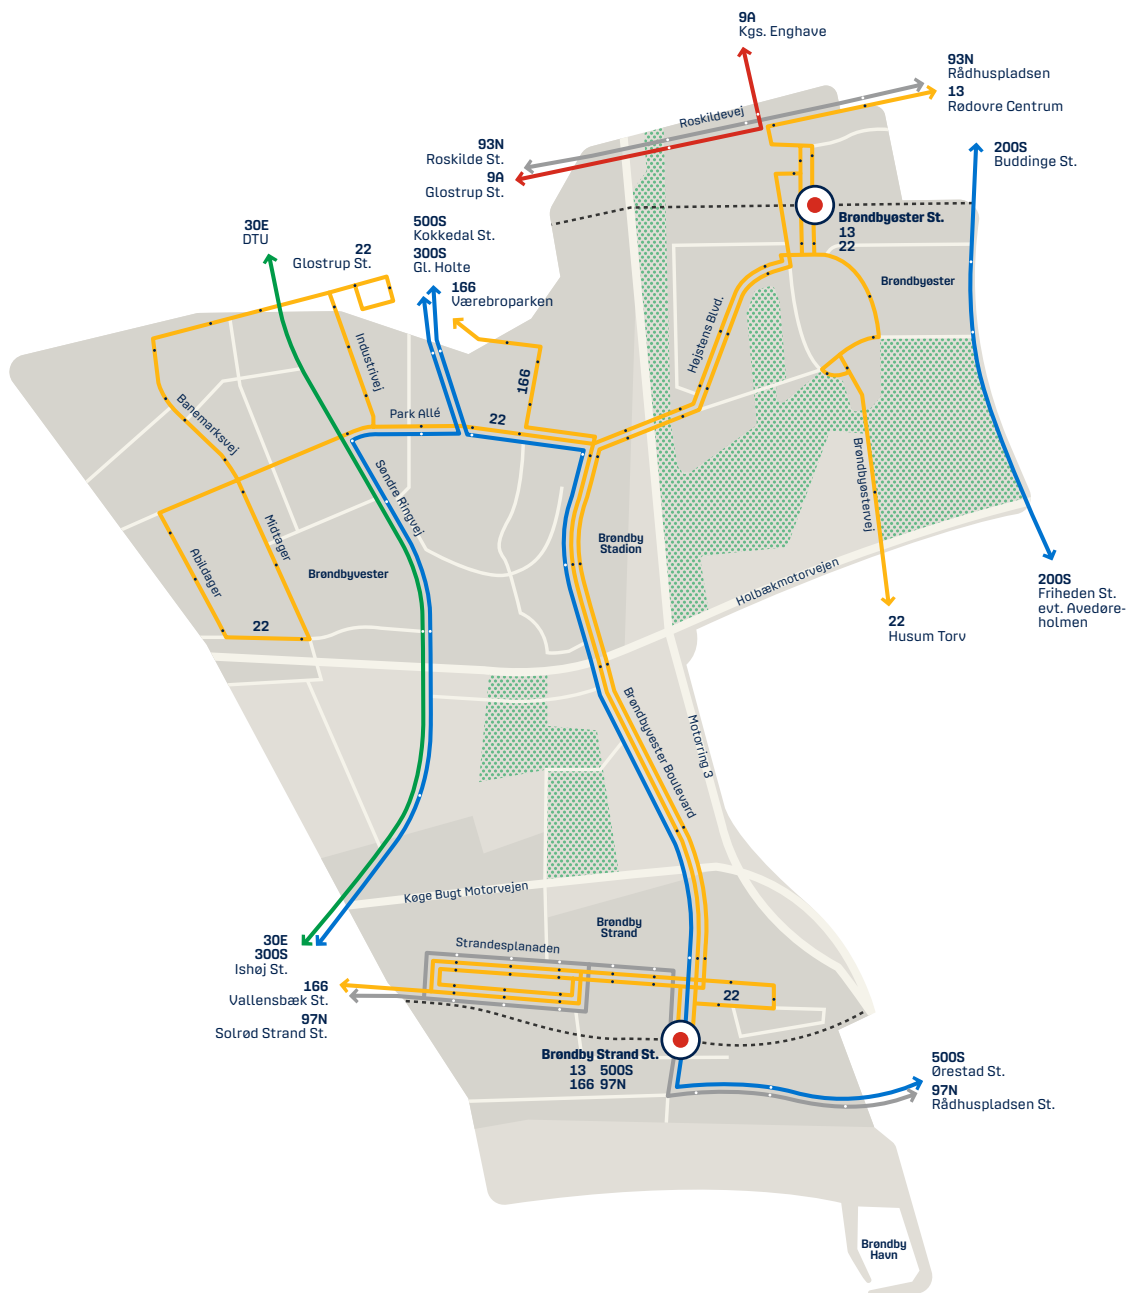 9A
Kgs. Enghave
93N
Rådhuspladsen
13
Rødovre Centrum
Roskildevej
93N
Roskilde St.
9A
Glostrup St.
200S
Buddinge St.
Brøndbyøster St.
13
22
30E
DTU
22
Glostrup St.
500S
Kokkedal St.
300S
Gl. Holte
166
Værebroparken
Brøndbyøster
Højstens Blvd.
Industrivej
166
Park Allé
22
Banemarksvej
Søndre Ringvej
Brøndbyøstervej
Midtager
Abildager
Brøndby
Stadion
Brøndbyvester
Holbækmotorvejen
200S
Friheden St.
evt. Avedøre-
holmen
22
22
Husum Torv
Brøndbyvester Boulevard
Motorring 3
Køge Bugt Motorvejen
Brøndby
Strand
30E
300S
Ishøj St.
Strandesplanaden
166
Vallensbæk St.
97N
Solrød Strand St.
22
Brøndby Strand St.
13 500S
166 97N
500S
Ørestad St.
97N
Rådhuspladsen St.
Brøndby
Havn